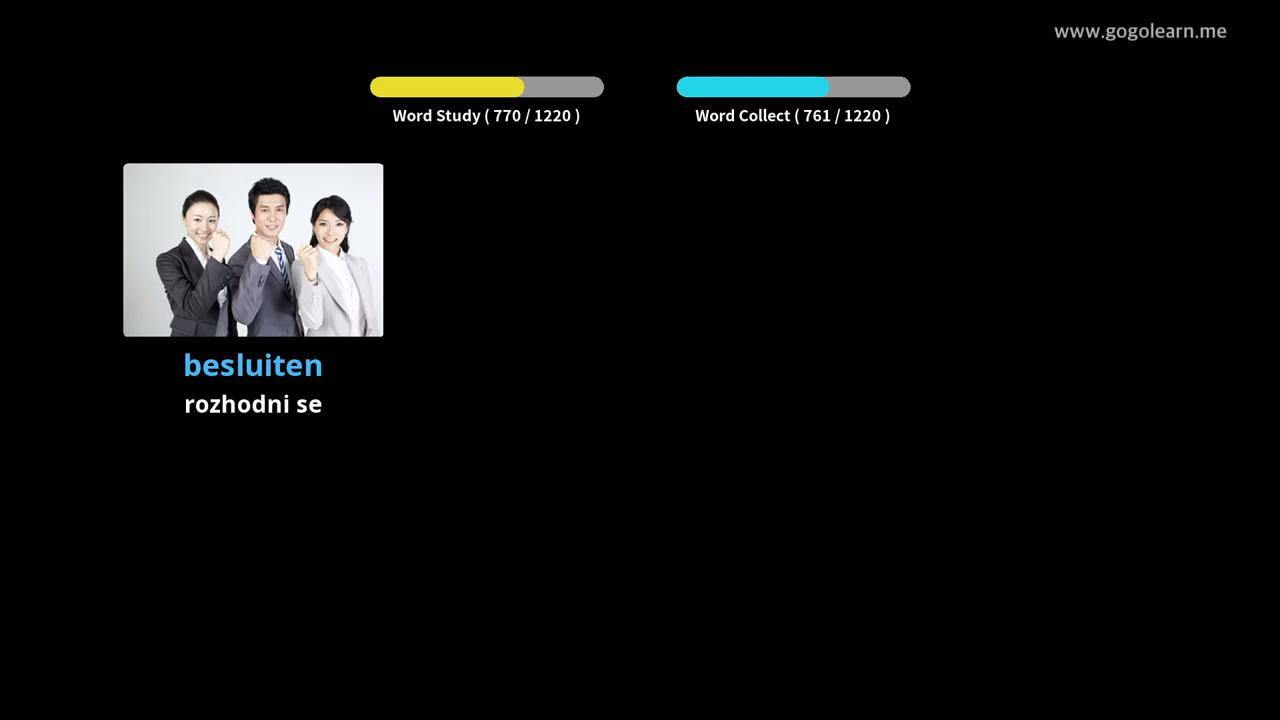 www.gogolearn.me
Word Study ( 770 / 1220 )
Word Collect ( 761 / 1220 )
besluiten
rozhodni se